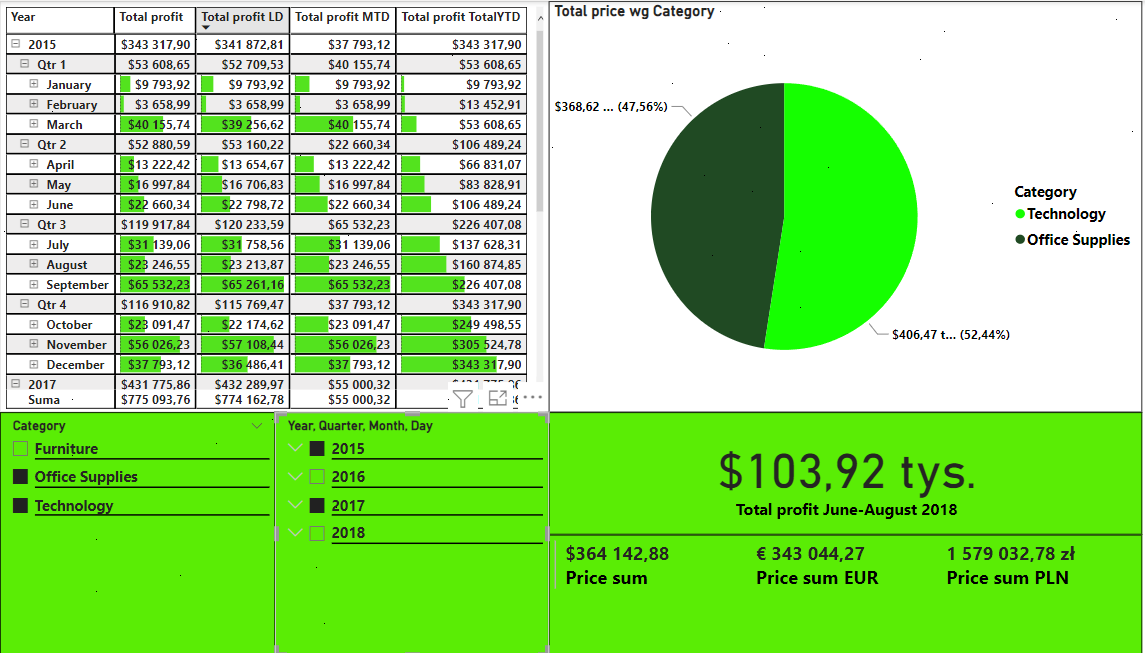 Year Total profit Total profit LD Total profit MTD Total profit TotalYTD
2015 $343 317,90 $341 872,81 $37 793,12 $343 317,90
Qtr 1 $53 608,65 $52 709,53 $40 155,74 $53 608,65
January $9 793,92 $9 793,92 $9 793,92 $9 793,92
February $3 658,99 $3 658,99 $3 658,99 $13 452,91
March $40 155,74 $39 256,62 $40 155,74 $53 608,65
Qtr 2 $52 880,59 $53 160,22 $22 660,34 $106 489,24
April $13 222,42 $13 654,67 $13 222,42 $66 831,07
May $16 997,84 $16 706,83 $16 997,84 $83 828,91
June $22 660,34 $22 798,72 $22 660,34 $106 489,24
Qtr 3 $119 917,84 $120 233,59 $65 532,23 $226 407,08
July $31 139,06 $31 758,56 $31 139,06 $137 628,31
August $23 246,55 $23 213,87 $23 246,55 $160 874,85
September $65 532,23 $65 261,16 $65 532,23 $226 407,08
Qtr 4 $116 910,82 $115 769,47 $37 793,12 $343 317,90
October $23 091,47 $22 174,62 $23 091,47 $249 498,55
November $56 026,23 $57 108,44 $56 026,23 $305 524,78
December $37 793,12 $36 486,41 $37 793,12 $343 317,90
2017 $431 775,86 $432 289,97 $55 000,32
Suma $775 093,76 $774 162,78 $55 000,32
Total price wg Category
$368,62 ... (47,56%)
$406,47 t... (52,44%)
Category
Technology
Office Supplies
Category
Furniture
Office Supplies
Technology
Year, Quarter, Month, Day
2015
2016
2017
2018
$103,92 tys.
Total profit June-August 2018
$364 142,88 € 343 044,27 1 579 032,78 zł
Price sum Price sum EUR Price sum PLN